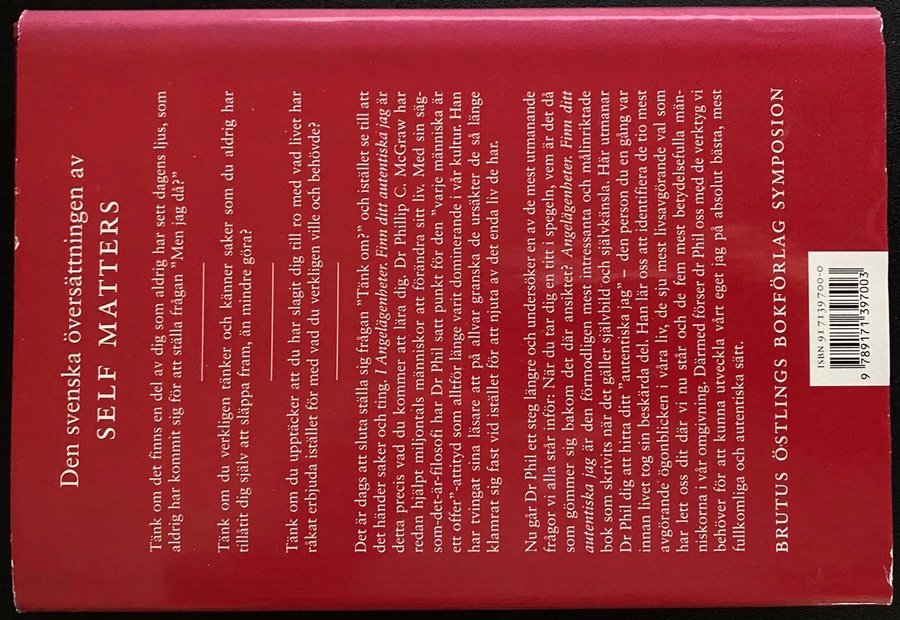 Den svenska översättningen av
SELF MATTERS
Tänk om det finns en del av dig som aldrig har sett dagens ljus, som
aldrig har kommit sig för att ställa frågan ”Men jag då?”
Tänk om du verkligen tänker och känner saker som du aldrig har
tillåtit dig själv att släppa fram, än mindre göra?
Tänk om du upptäcker att du har slagit dig till ro med vad livet har
råkat erbjuda istället för med vad du verkligen ville och behövde?
Det är dags att sluta ställa sig frågan ”Tänk om?” och istället se till att
det händer saker och ting. I Angelägenheter. Finn ditt autentiska jag är
detta precis vad du kommer att lära dig. Dr Phillip C. McGraw har
redan hjälpt miljontals människor att förändra sitt liv. Med sin säg-
som-det-är-filosofi har Dr Phil satt punkt för den ”varje människa är
ett offer”-attityd som alltför länge varit dominerande i vår kultur. Han
har tvingat sina läsare att på allvar granska de ursäkter de så länge
klamrat sig fast vid istället för att njuta av det enda liv de har.
Nu går Dr Phil ett steg längre och undersöker en av de mest utmanande
frågor vi alla står inför: När du tar dig en titt i spegeln, vem är det då
som gömmer sig bakom det där ansiktet? Angelägenheter. Finn ditt
autentiska jag är den förmodligen mest intressanta och målinriktade
bok som skrivits när det gäller självbild och självkänsla. Här utmanar
Dr Phil dig att hitta ditt ”autentiska jag” – den person du en gång var
innan livet tog sin beskärda del. Han lär oss att identifiera de tio mest
avgörande ögonblicken i våra liv, de sju mest livsavgörande val som
har lett oss dit där vi nu står och de fem mest betydelsefulla män-
niskorna i vår omgivning. Därmed förser dr Phil oss med de verktyg vi
behöver för att kunna utveckla vårt eget jag på absolut bästa, mest
fullkomliga och autentiska sätt.
BRUTUS ÖSTLINGS BOKFÖRLAG SYMPOSION
ISBN 91 7139 700-0
9 789171 397003